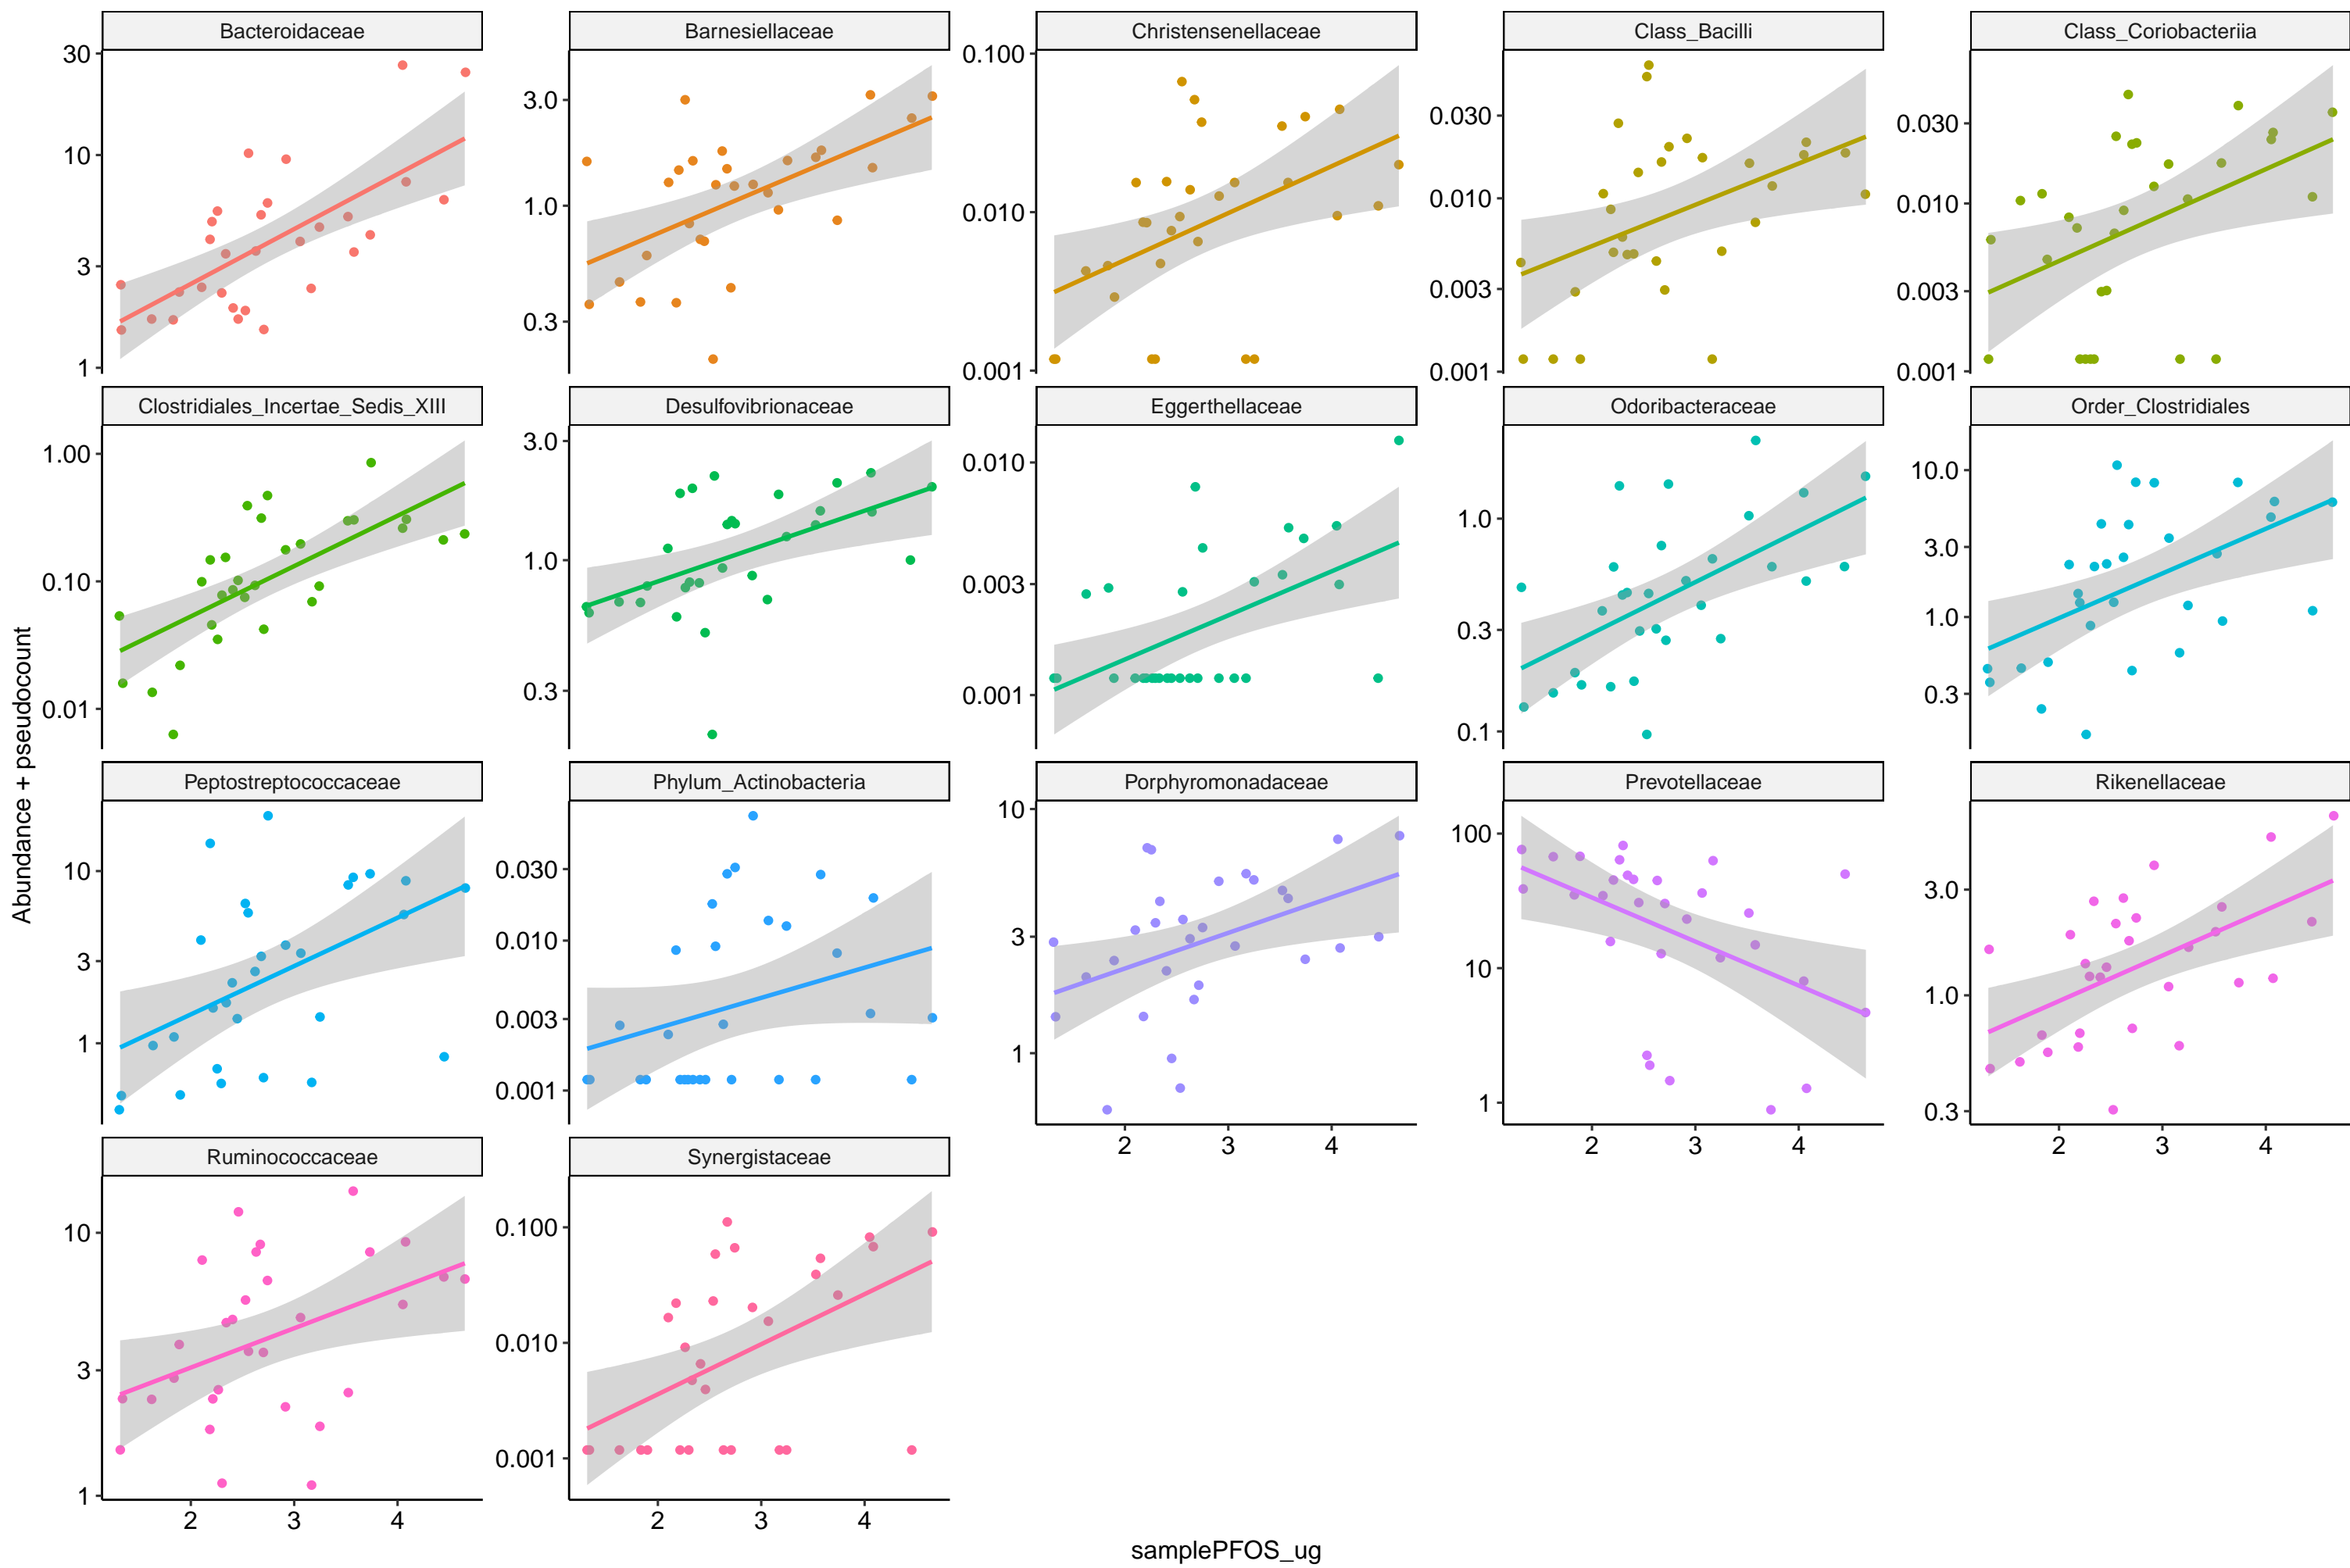 Bacteroidaceae
Barnesiellaceae
Christensenellaceae
Class_Bacilli
Class_Coriobacteriia
30
10
3
1
3.0
1.0
0.3
0.100
0.010
0.001
0.030
0.010
0.003
0.001
0.030
0.010
0.003
0.001
Clostridiales_Incertae_Sedis_XIII
Desulfovibrionaceae
Eggerthellaceae
Odoribacteraceae
Order_Clostridiales
1.00
0.10
0.01
3.0
1.0
0.3
0.010
0.003
0.001
1.0
0.3
0.1
10.0
3.0
1.0
0.3
Abundance + pseudocount
Peptostreptococcaceae
Phylum_Actinobacteria
Porphyromonadaceae
Prevotellaceae
Rikenellaceae
10
3
1
0.030
0.010
0.003
0.001
10
3
1
100
10
1
3.0
1.0
0.3
2 3 4
2 3 4
2 3 4
Ruminococcaceae
Synergistaceae
10
3
1
0.100
0.010
0.001
2 3 4
2 3 4
samplePFOS_ug